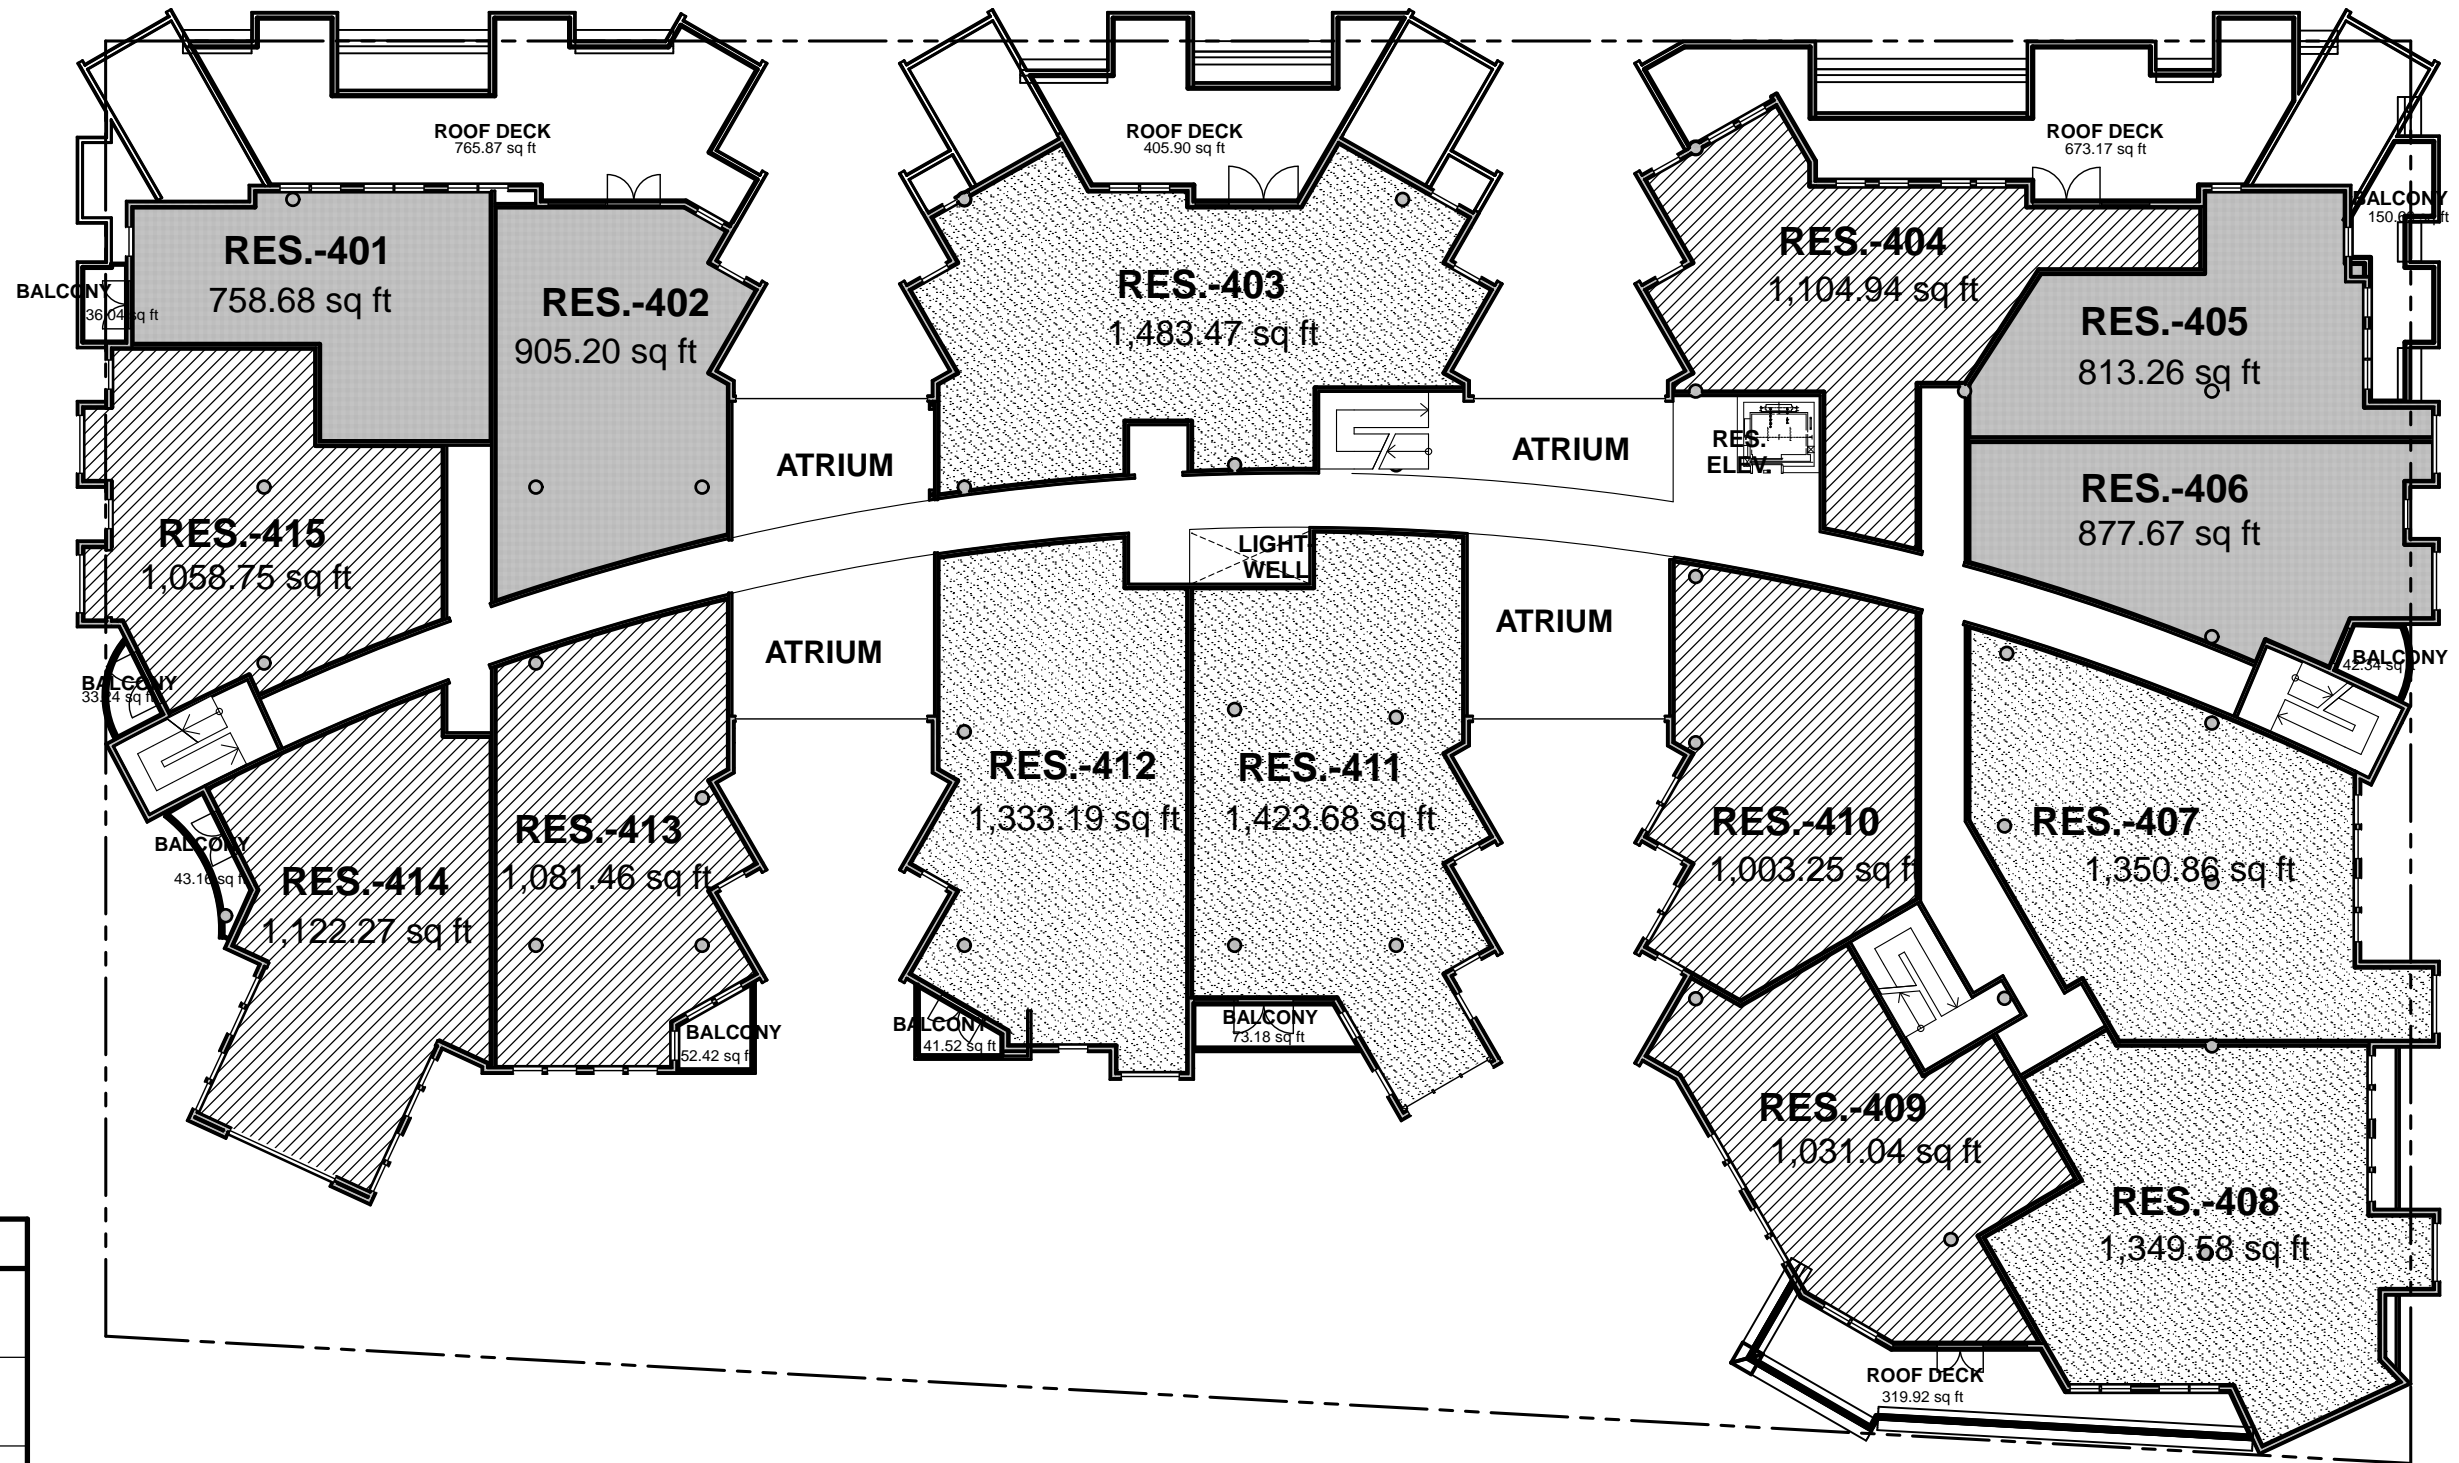 ROOF DECK
765.87 sq ft
ROOF DECK
405.90 sq ft
ROOF DECK
673.17 sq ft
BALCONY
RES.-401
758.68 sq ft
RES.-402
905.20 sq ft
RES.-403
1,483.47 sq ft
RES.-404
1,104.94 sq ft
RES.-405
813.26 sq ft
BALCONY
36.04 sq ft
ATRIUM
ATRIUM
RES.
ELEV.
RES.-406
877.67 sq ft
RES.-415
1,058.75 sq ft
LIGHT-
WELL
ATRIUM
ATRIUM
BALCONY
42.34 sq ft
BALCONY
33.24 sq ft
RES.-412
1,333.19 sq ft
RES.-411
1,423.68 sq ft
RES.-410
1,003.25 sq ft
RES.-407
1,350.86 sq ft
RES.-413
1,081.46 sq ft
BALCONY
43.16 sq ft
RES.-414
1,122.27 sq ft
BALCONY
52.42 sq ft
BALCONY
41.52 sq ft
BALCONY
73.18 sq ft
RES.-409
1,031.04 sq ft
RES.-408
1,349.58 sq ft
ROOF DECK
319.92 sq ft